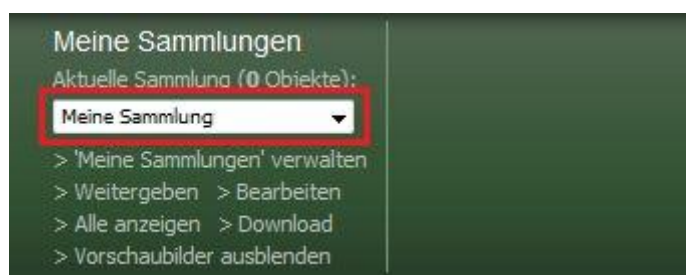 Meine Sammlungen
Aktuelle Sammlung (0 Objekte):
Meine Sammlung
> 'Meine Sammlungen' verwalten
> Weitergeben > Bearbeiten
> Alle anzeigen > Download
> Vorschaubilder ausblenden